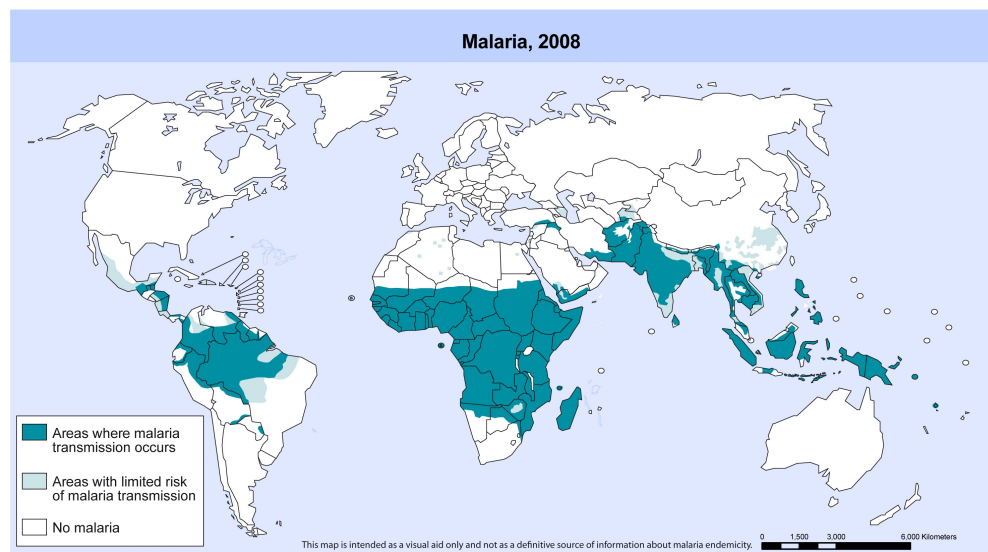 Malaria, 2008
Areas where malaria
transmission occurs
Areas with limited risk
of malaria transmission
No malaria
This map is intended as a visual aid only and not as a definitive source of information about malaria endemicity.
0 1,500 3,000 6,000 Kilometers